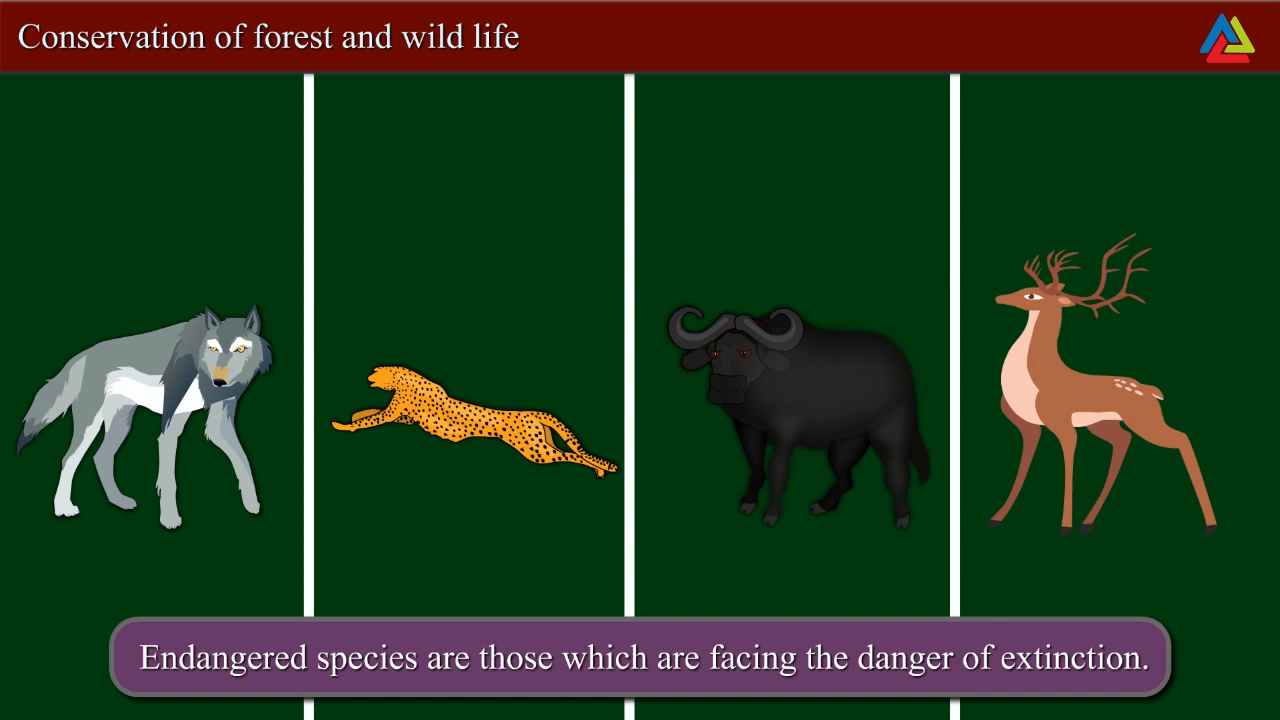 Conservation of forest and wild life
Endangered species are those which are facing the danger of extinction.